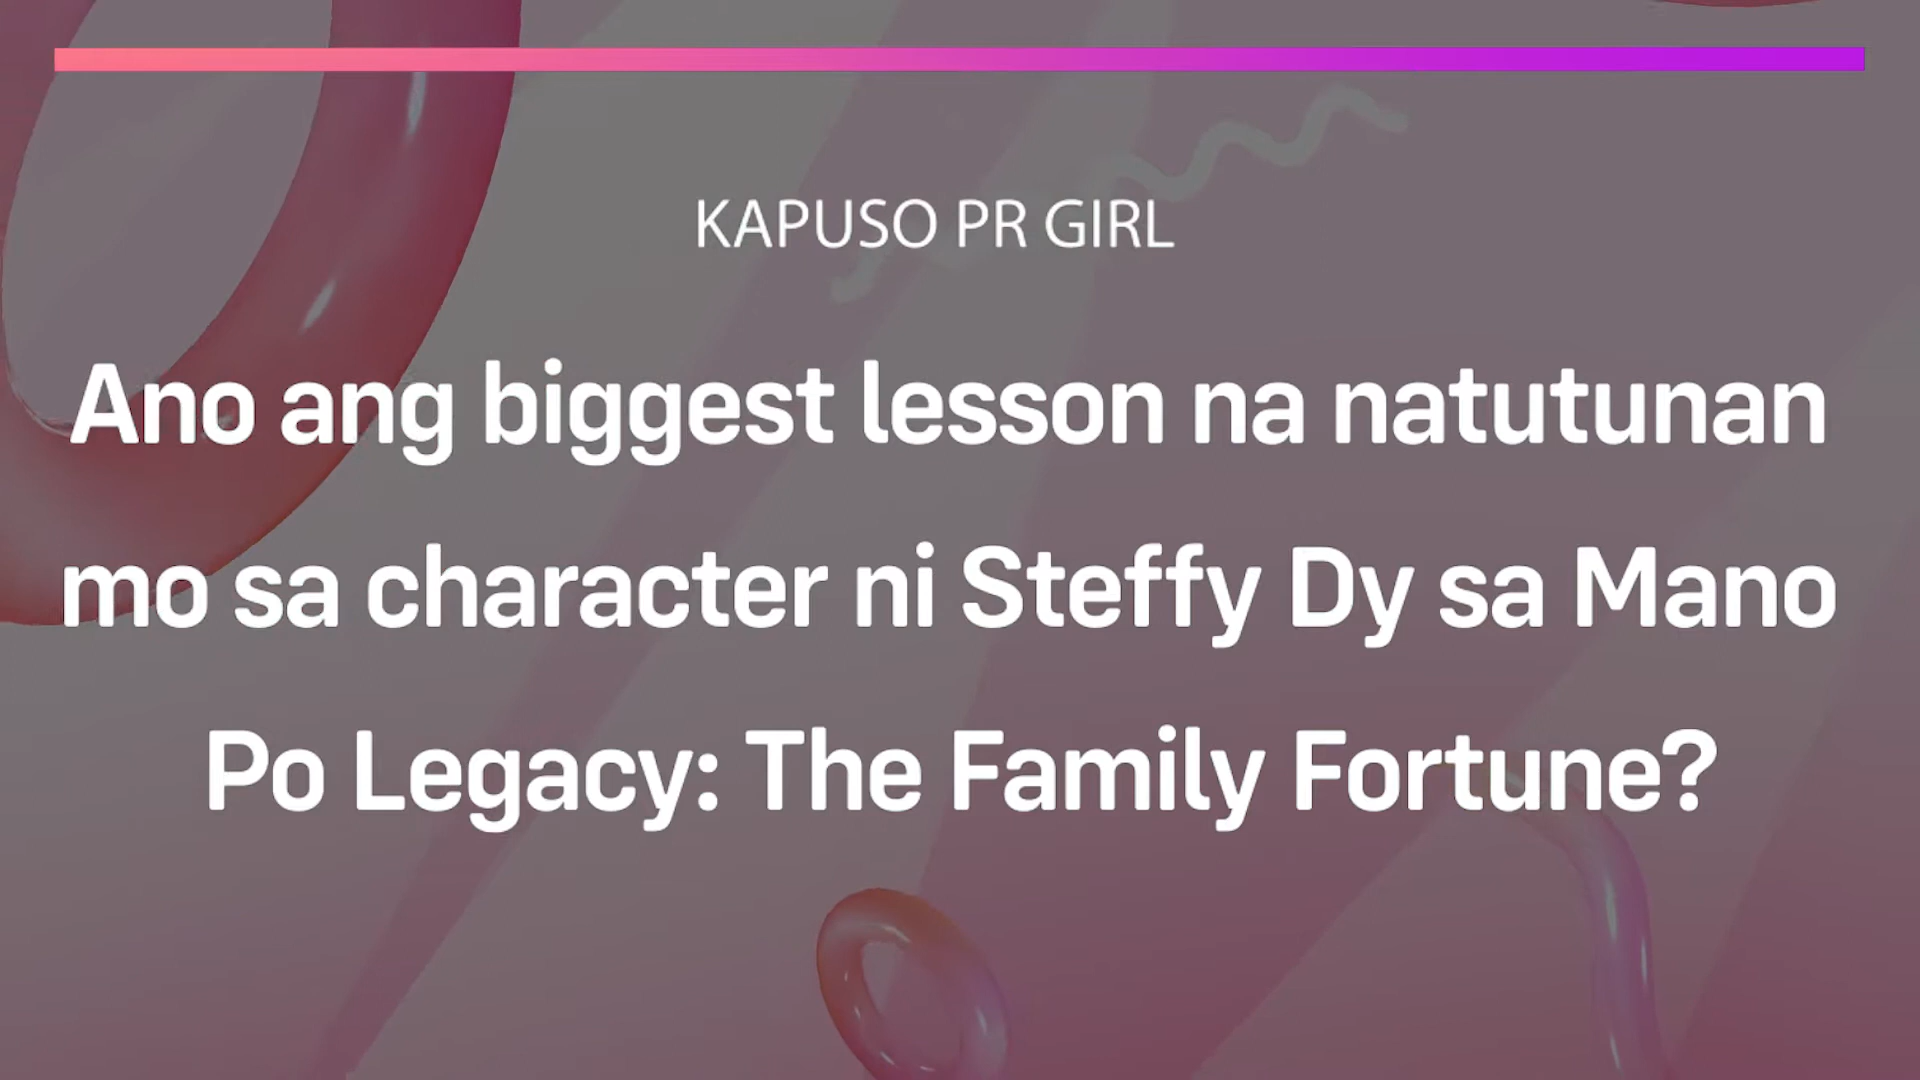 KAPUSO PR GIRL
Ano ang biggest lesson na natutunan
mo sa character ni Steffy Dy sa Mano
Po Legacy: The Family Fortune?